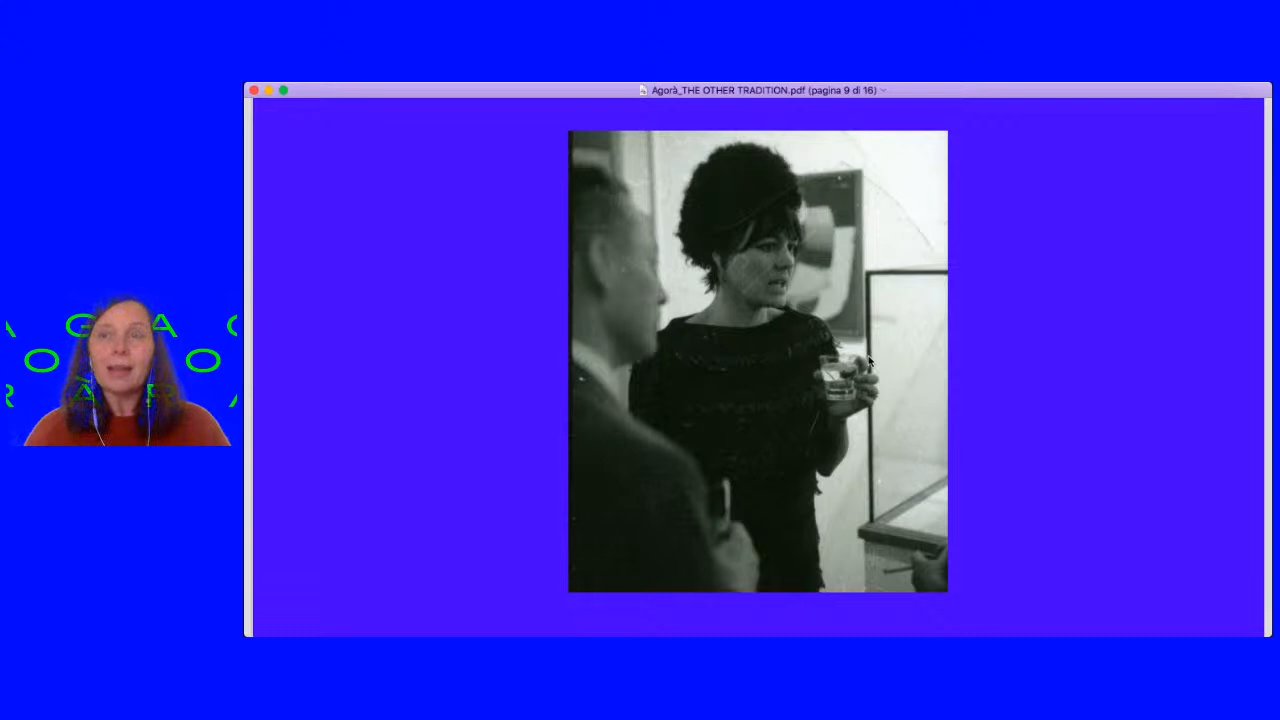 Agorà_THE OTHER TRADITION.pdf (pagina 9 di 16)
A G A G
O O
R À R A